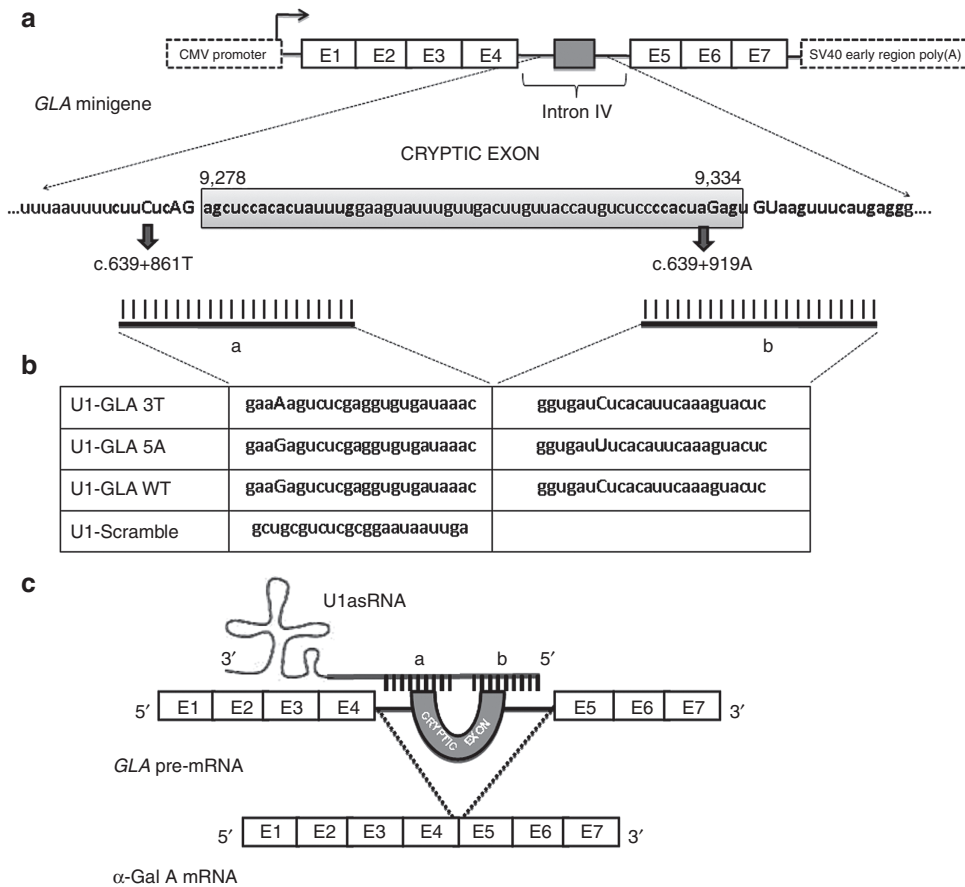 a
CMV promoter E1 E2 E3 E4 E5 E6 E7 SV40 early region poly(A)
GLA minigene
Intron IV
CRYPTIC EXON
9,278 9,334
...uuuaauuuucuuCucAG agcuccacacuauuuggaaguauuuguugacuuguuaccaugucuccccacuaGagu GUaaguuucaugaggg....
c.639+861T c.639+919A
a b
b
U1-GLA 3T gaaAagucucgaggugugauaaac ggugauCucacauucaaaguacuc
U1-GLA 5A gaaGagucucgaggugugauaaac ggugauUucacauucaaaguacuc
U1-GLA WT gaaGagucucgaggugugauaaac ggugauCucacauucaaaguacuc
U1-Scramble gcugcgucucgcggaauaauuga
c
U1asRNA
3′ a b 5′
5′ E1 E2 E3 E4 CRYPTIC EXON E5 E6 E7 3′
GLA pre-mRNA
5′ E1 E2 E3 E4 E5 E6 E7 3′
α-Gal A mRNA